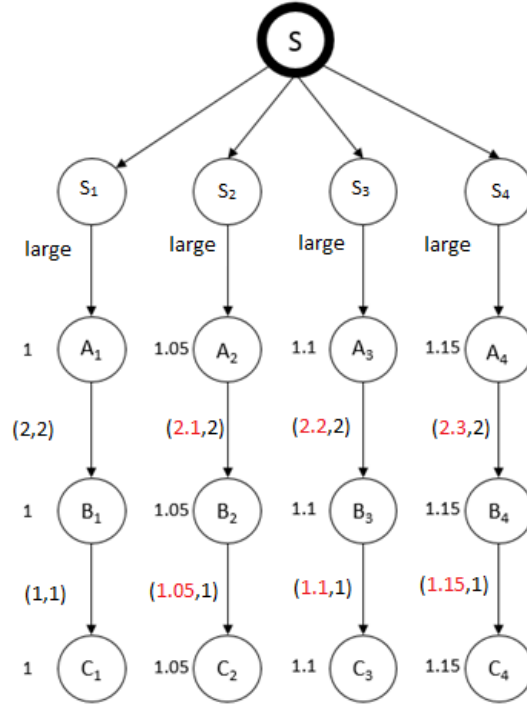 S
S₁ S₂ S₃ S₄
large large large large
1 A₁ 1.05 A₂ 1.1 A₃ 1.15 A₄
(2,2) (2.1,2) (2.2,2) (2.3,2)
1 B₁ 1.05 B₂ 1.1 B₃ 1.15 B₄
(1,1) (1.05,1) (1.1,1) (1.15,1)
1 C₁ 1.05 C₂ 1.1 C₃ 1.15 C₄